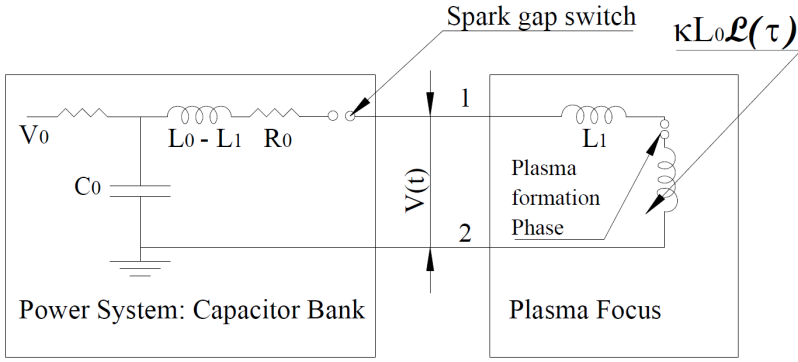 Spark gap switch
κL₀ℒ(τ)
V₀
L₀ - L₁
R₀
1
L₁
C₀
V(t)
Plasma
formation
Phase
2
Power System: Capacitor Bank
Plasma Focus